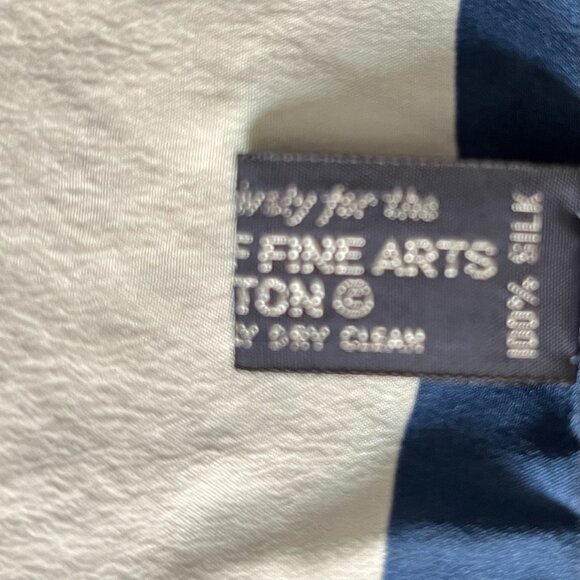 for the
FINE ARTS
TON ©
Y DRY CLEAN
100% SILK